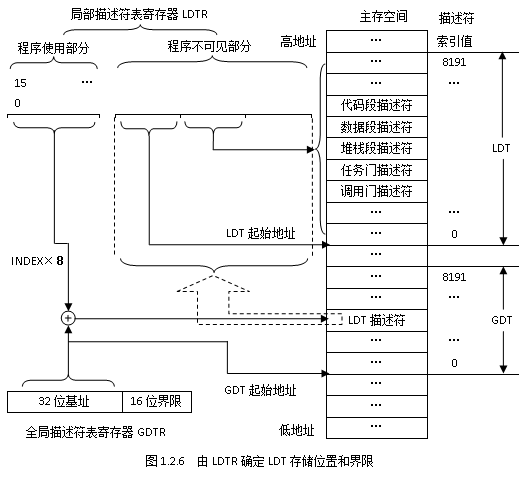 局部描述符表寄存器 LDTR
程序使用部分
程序不可见部分
15 …
0
INDEX×8
32 位基址
16 位界限
全局描述符表寄存器 GDTR
LDT 起始地址
GDT 起始地址
主存空间
高地址
…
…
…
代码段描述符
数据段描述符
堆栈段描述符
任务门描述符
调用门描述符
…
…
…
…
…
LDT 描述符
…
…
…
…
…
低地址
描述符
索引值
8191
…
…
0
LDT
8191
…
…
0
GDT
图 1.2.6 由 LDTR 确定 LDT 存储位置和界限